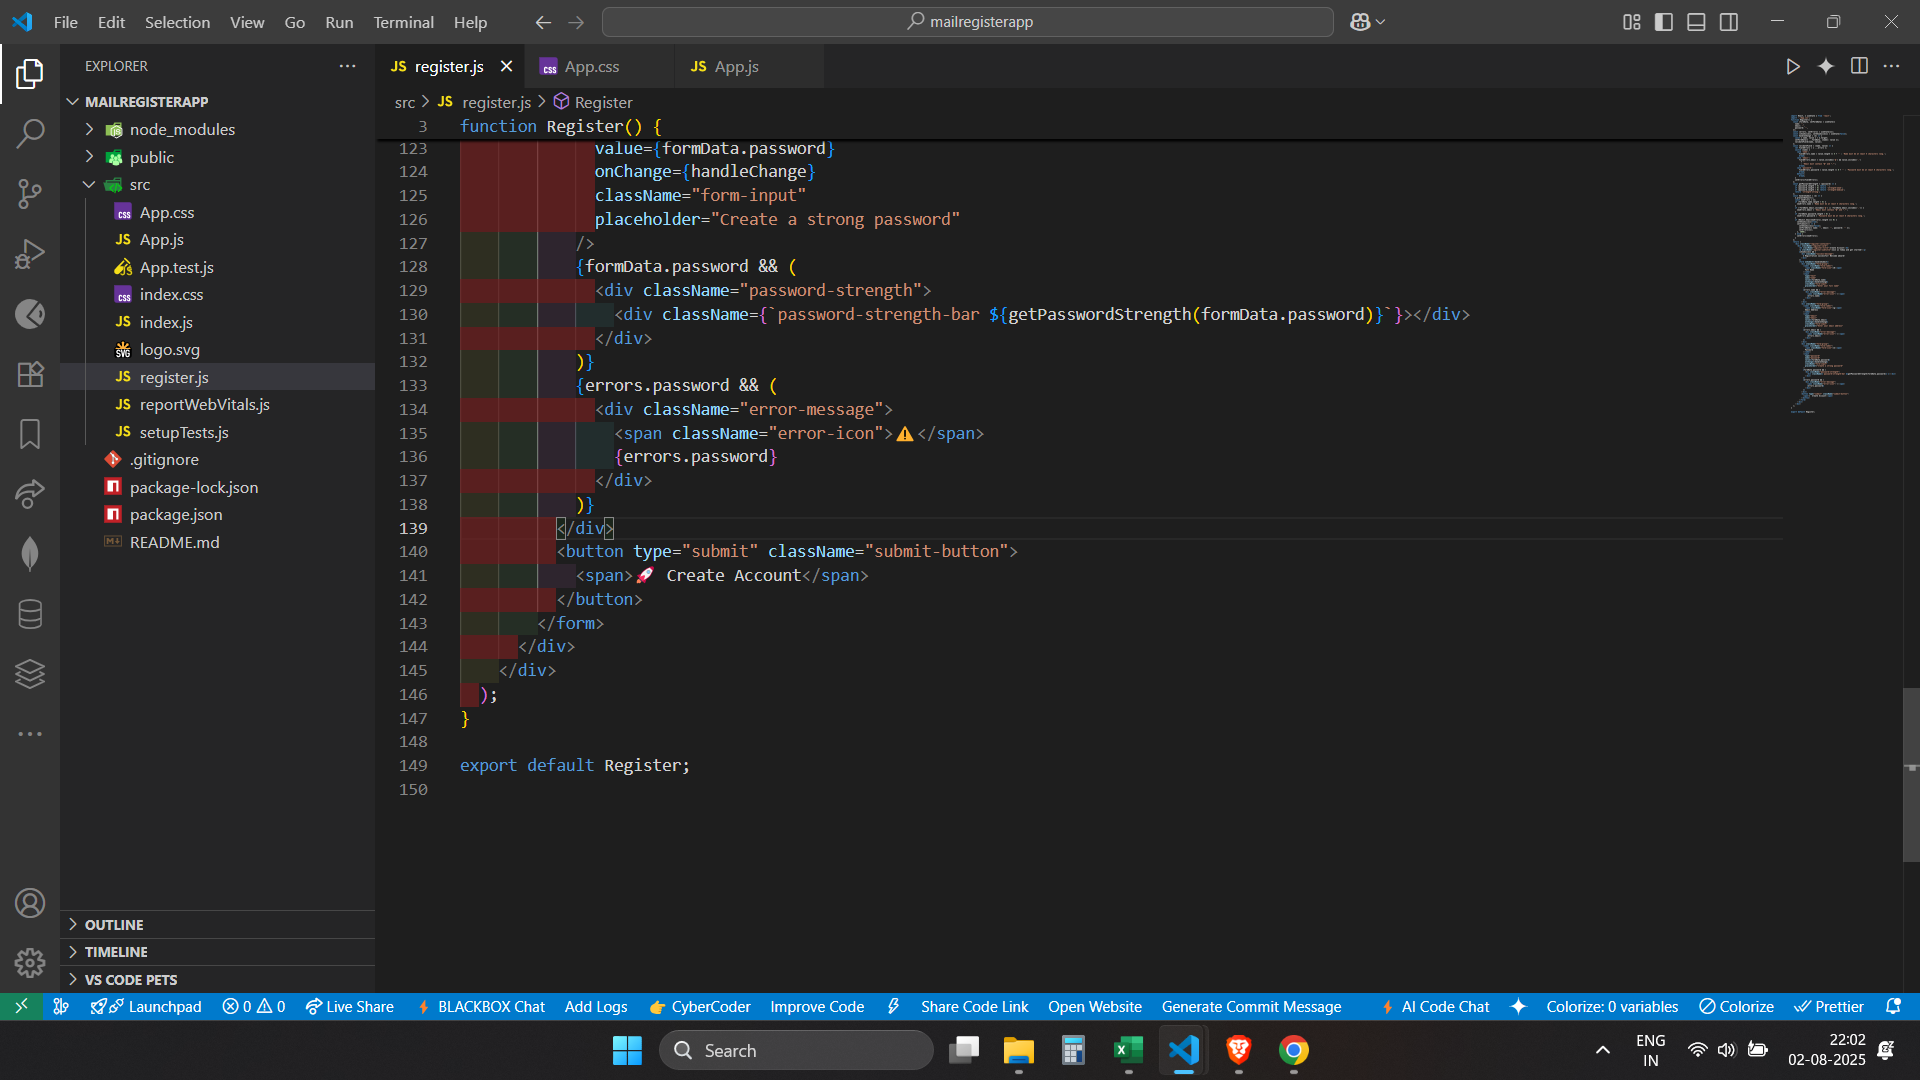 File Edit Selection View Go Run Terminal Help
mailregisterapp
EXPLORER
MAILREGISTERAPP
node_modules
public
src
App.css
App.js
App.test.js
index.css
index.js
logo.svg
register.js
reportWebVitals.js
setupTests.js
.gitignore
package-lock.json
package.json
README.md
OUTLINE
TIMELINE
VS CODE PETS
JS register.js
css App.css
JS App.js
src > JS register.js > Register
3 function Register() {
123 value={formData.password}
124 onChange={handleChange}
125 className="form-input"
126 placeholder="Create a strong password"
127 />
128 {formData.password && (
129 <div className="password-strength">
130 <div className={`password-strength-bar ${getPasswordStrength(formData.password)}`}></div>
131 </div>
132 )}
133 {errors.password && (
134 <div className="error-message">
135 <span className="error-icon">⚠️</span>
136 {errors.password}
137 </div>
138 )}
139 </div>
140 <button type="submit" className="submit-button">
141 <span>🚀 Create Account</span>
142 </button>
143 </form>
144 </div>
145 </div>
146 );
147 }
148
149 export default Register;
150
Launchpad 0 0 Live Share BLACKBOX Chat Add Logs 👉 CyberCoder Improve Code Share Code Link Open Website Generate Commit Message AI Code Chat Colorize: 0 variables Colorize Prettier
Search
ENG
IN
22:02
02-08-2025